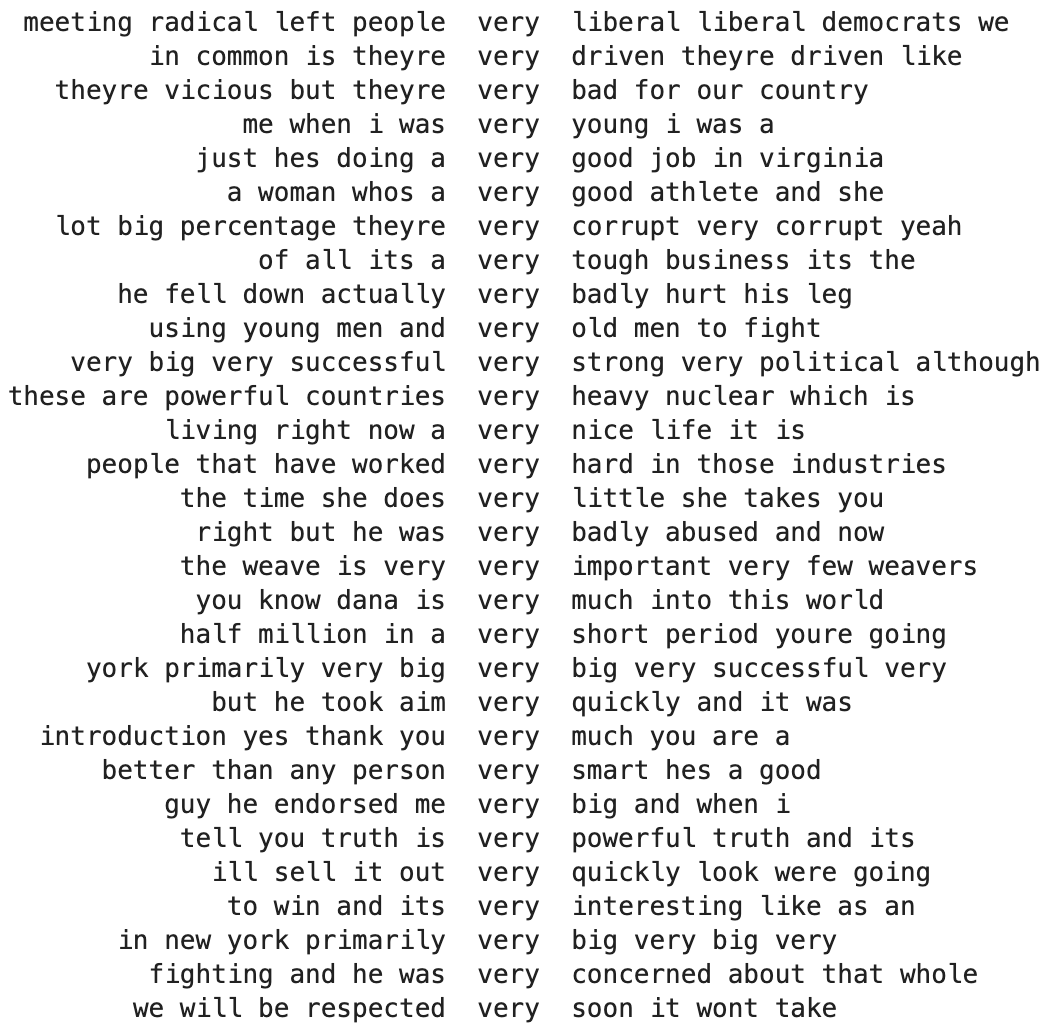 meeting radical left people very liberal liberal democrats we
in common is theyre very driven theyre driven like
theyre vicious but theyre very bad for our country
me when i was very young i was a
just hes doing a very good job in virginia
a woman whos a very good athlete and she
lot big percentage theyre very corrupt very corrupt yeah
of all its a very tough business its the
he fell down actually very badly hurt his leg
using young men and very old men to fight
very big very successful very strong very political although
these are powerful countries very heavy nuclear which is
living right now a very nice life it is
people that have worked very hard in those industries
the time she does very little she takes you
right but he was very badly abused and now
the weave is very very important very few weavers
you know dana is very much into this world
half million in a very short period youre going
york primarily very big very big very successful very
but he took aim very quickly and it was
introduction yes thank you very much you are a
better than any person very smart hes a good
guy he endorsed me very big and when i
tell you truth is very powerful truth and its
ill sell it out very quickly look were going
to win and its very interesting like as an
in new york primarily very big very big very
fighting and he was very concerned about that whole
we will be respected very soon it wont take